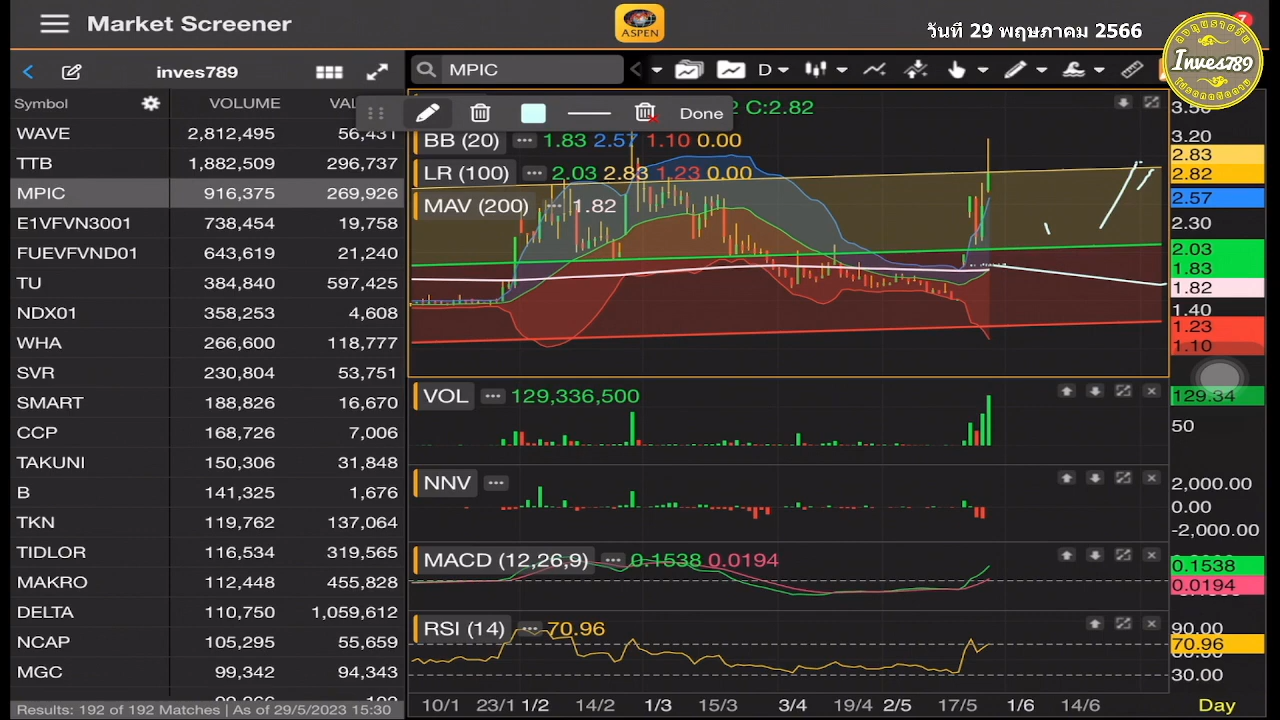 Market Screener
ASPEN
วันที่ 29 พฤษภาคม 2566
7
ลงทุนรายวัน
Inves789
inves789
MPIC
D
Symbol VOLUME
WAVE 2,812,495 56,431
TTB 1,882,509 296,737
MPIC 916,375 269,926
E1VFVN3001 738,454 19,758
FUEVFVND01 643,619 21,240
TU 384,840 597,425
NDX01 358,253 4,608
WHA 266,600 118,777
SVR 230,804 53,751
SMART 188,826 16,670
CCP 168,726 7,006
TAKUNI 150,306 31,848
B 141,325 1,676
TKN 119,762 137,064
TIDLOR 116,534 319,565
MAKRO 112,448 455,828
DELTA 110,750 1,059,612
NCAP 105,295 55,659
MGC 99,342 94,343
Results: 192 of 192 Matches | As of 29/5/2023 15:30
Done
C:2.82
BB (20) 1.83 2.57 1.10 0.00
LR (100) 2.03 2.83 1.23 0.00
MAV (200) 1.82
3.50
3.20
2.83
2.82
2.57
2.30
2.03
1.83
1.82
1.40
1.23
1.10
VOL 129,336,500
129.34
50
NNV
2,000.00
0.00
-2,000.00
MACD (12,26,9) 0.1538 0.0194
0.1538
0.0194
RSI (14) 70.96
90.00
70.96
30.00
10/1 23/1 1/2 14/2 1/3 15/3 3/4 19/4 2/5 17/5 1/6 14/6 Day